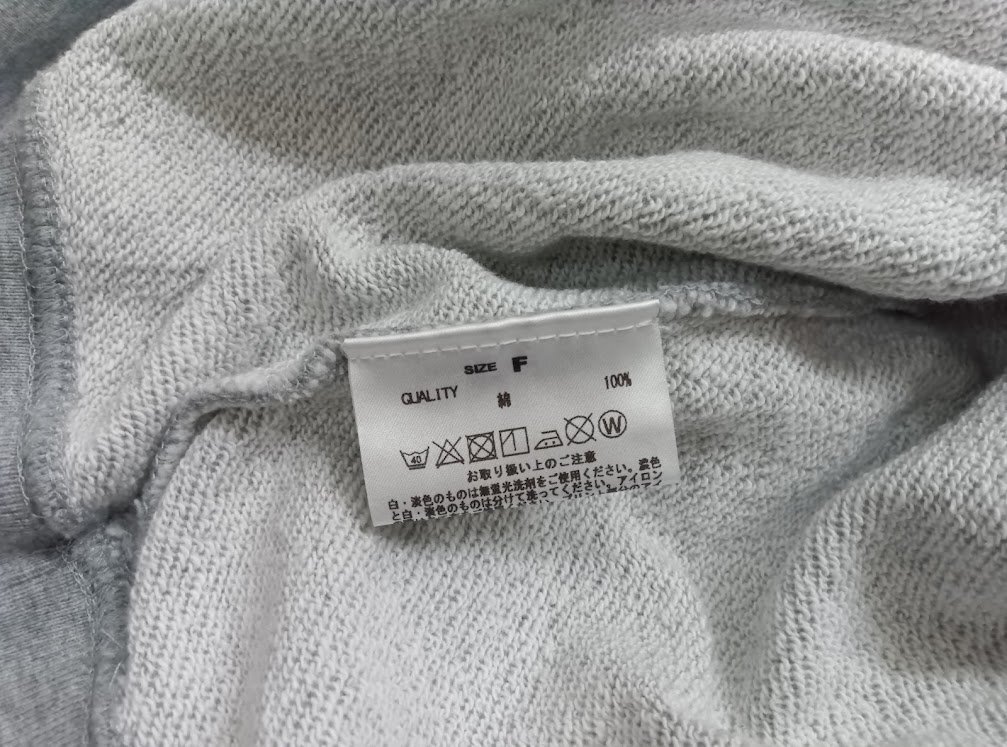 SIZE F
QUALITY 綿 100%
40 W
お取り扱い上のご注意
白・淡色のものは無蛍光洗剤をご使用ください。濃色
と白・淡色のものは分けて洗ってください。アイロン